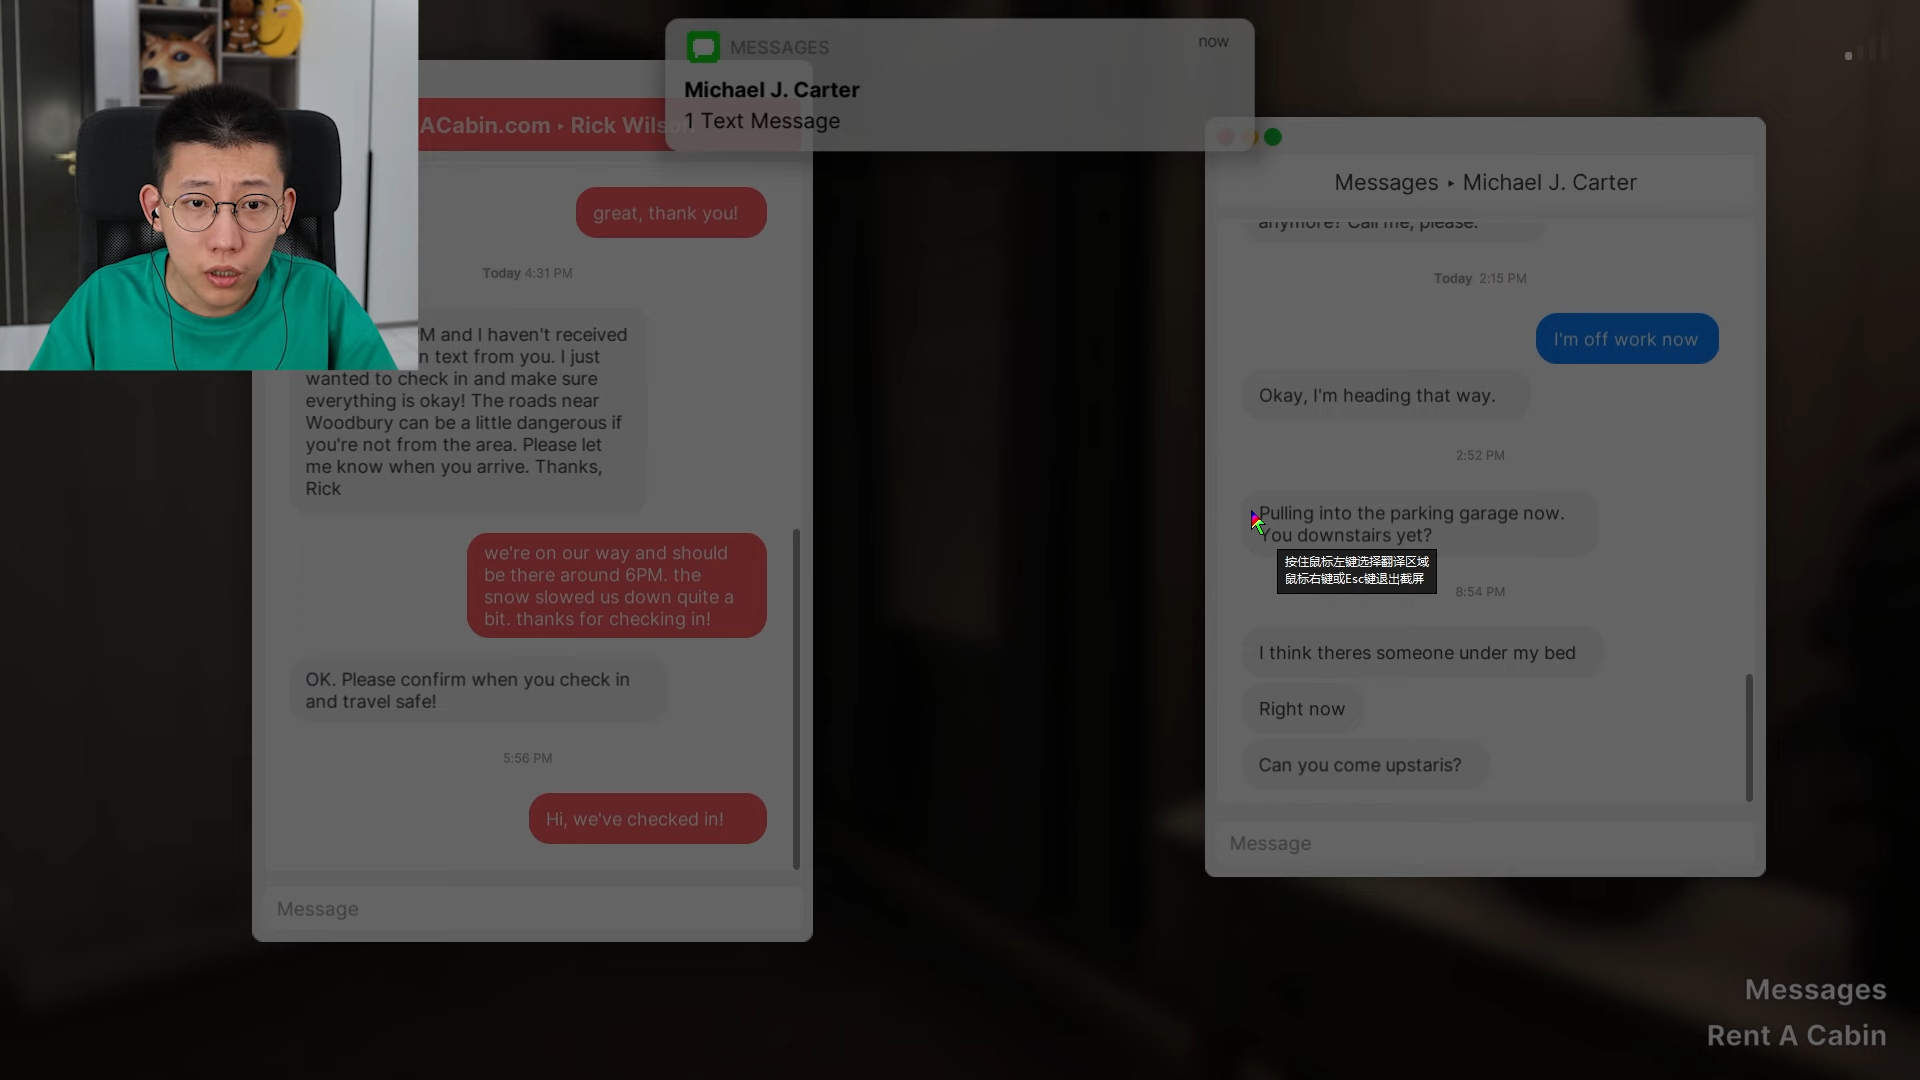 MESSAGES
now
Michael J. Carter
1 Text Message
ACabin.com ‣ Rick Wilso
great, thank you!
Today 4:31 PM
M and I haven't received
n text from you. I just
wanted to check in and make sure
everything is okay! The roads near
Woodbury can be a little dangerous if
you're not from the area. Please let
me know when you arrive. Thanks,
Rick
we're on our way and should
be there around 6PM. the
snow slowed us down quite a
bit. thanks for checking in!
OK. Please confirm when you check in
and travel safe!
5:56 PM
Hi, we've checked in!
Message
Messages ‣ Michael J. Carter
anymore? Call me, please.
Today 2:15 PM
I'm off work now
Okay, I'm heading that way.
2:52 PM
Pulling into the parking garage now.
You downstairs yet?
按住鼠标左键选择翻译区域
鼠标右键或Esc键退出截屏
8:54 PM
I think theres someone under my bed
Right now
Can you come upstaris?
Message
Messages
Rent A Cabin